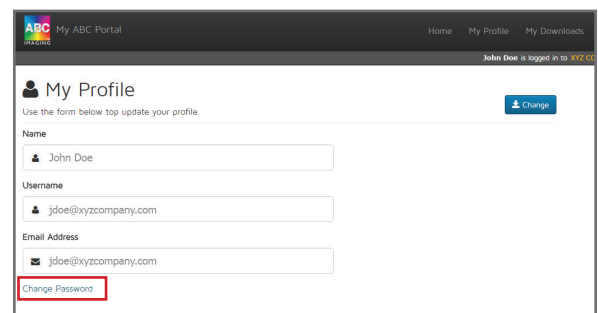 ABC
IMAGING
My ABC Portal
Home My Profile My Downloads
John Doe is logged in to XYZ CO
My Profile
Use the form below top update your profile.
Change
Name
John Doe
Username
jdoe@xyzcompany.com
Email Address
jdoe@xyzcompany.com
Change Password